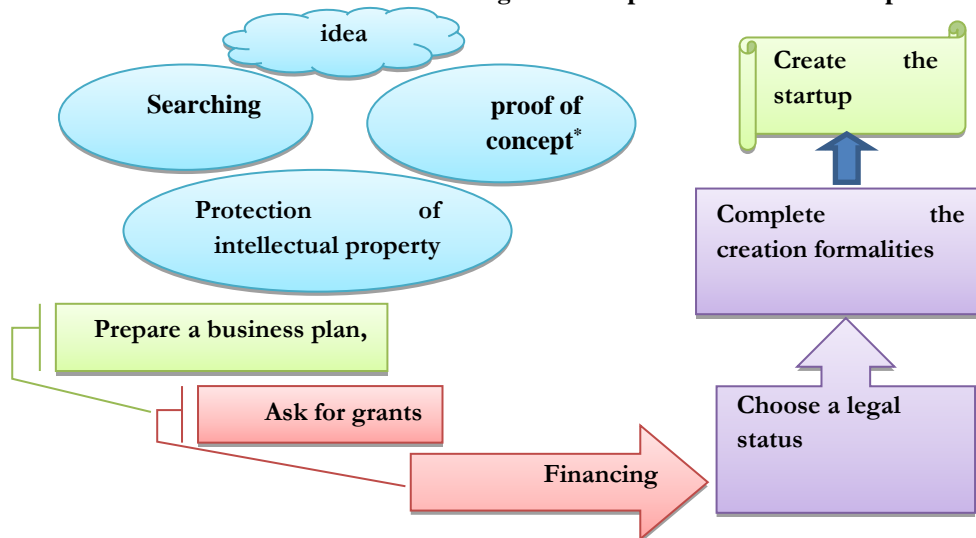 idea
Searching
proof of
concept*
Protection of
intellectual property
Prepare a business plan,
Ask for grants
Financing
Choose a legal
status
Complete the
creation formalities
Create the
startup